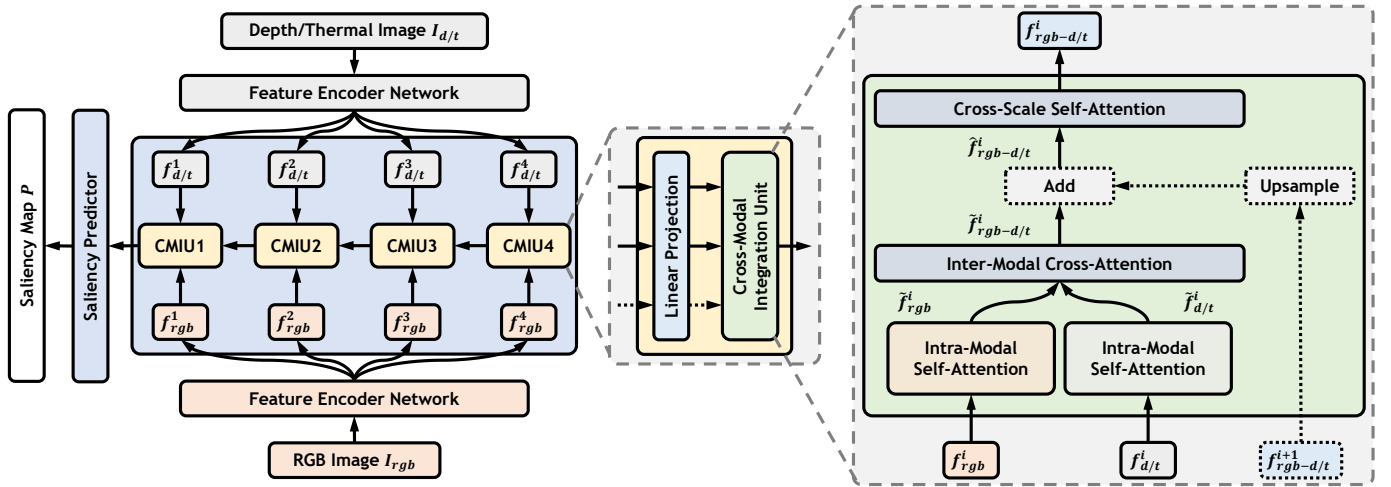 Depth/Thermal Image $I_{d/t}$
Feature Encoder Network
$f^1_{d/t}$ $f^2_{d/t}$ $f^3_{d/t}$ $f^4_{d/t}$
Saliency Map $P$
Saliency Predictor
CMIU1 CMIU2 CMIU3 CMIU4
$f^1_{rgb}$ $f^2_{rgb}$ $f^3_{rgb}$ $f^4_{rgb}$
Feature Encoder Network
RGB Image $I_{rgb}$
Linear Projection
Cross-Modal
Integration Unit
$f^i_{rgb-d/t}$
Cross-Scale Self-Attention
$\hat{f}^i_{rgb-d/t}$
Add Upsample
$\tilde{f}^i_{rgb-d/t}$
Inter-Modal Cross-Attention
$\tilde{f}^i_{rgb}$ $\tilde{f}^i_{d/t}$
Intra-Modal
Self-Attention
Intra-Modal
Self-Attention
$f^i_{rgb}$ $f^i_{d/t}$ $f^{i+1}_{rgb-d/t}$